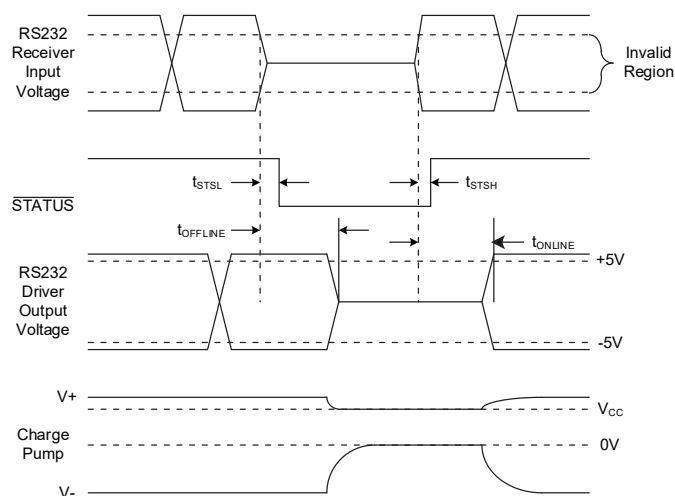 RS232
Receiver
Input
Voltage
Invalid
Region
tSTSL
tSTSH
STATUS
tOFFLINE
tONLINE
RS232
Driver
Output
Voltage
+5V
-5V
V+
VCC
Charge
Pump
0V
V-